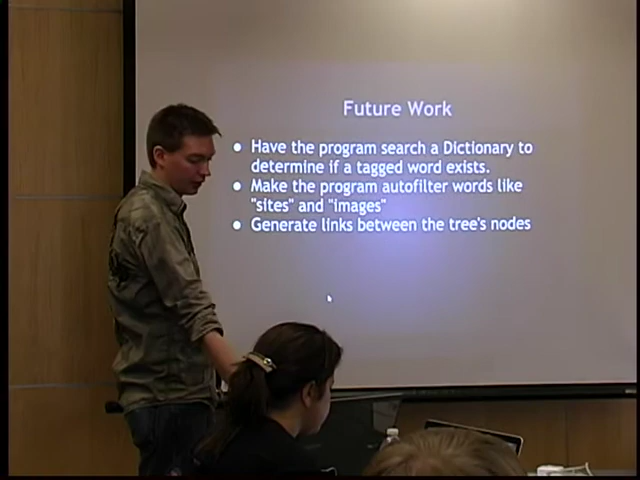 Future Work
● Have the program search a Dictionary to
determine if a tagged word exists.
● Make the program autofilter words like
"sites" and "images"
● Generate links between the tree's nodes